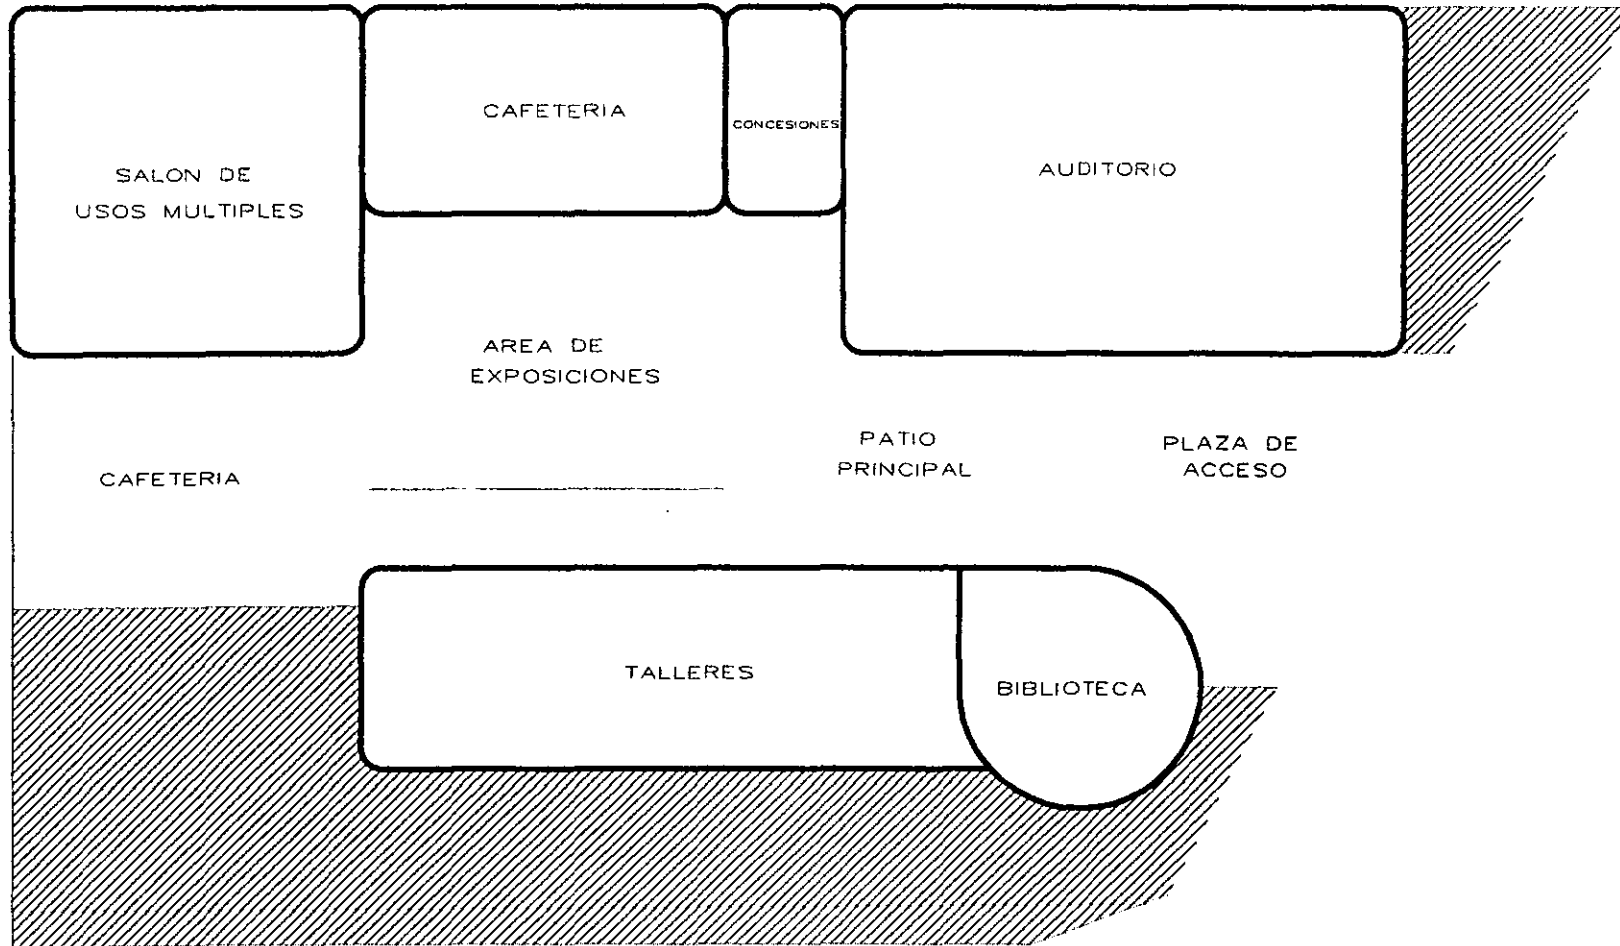 CAFETERIA
CONCESIONES
SALON DE
USOS MULTIPLES
AUDITORIO
AREA DE
EXPOSICIONES
PATIO
PRINCIPAL
PLAZA DE
ACCESO
CAFETERIA
TALLERES
BIBLIOTECA